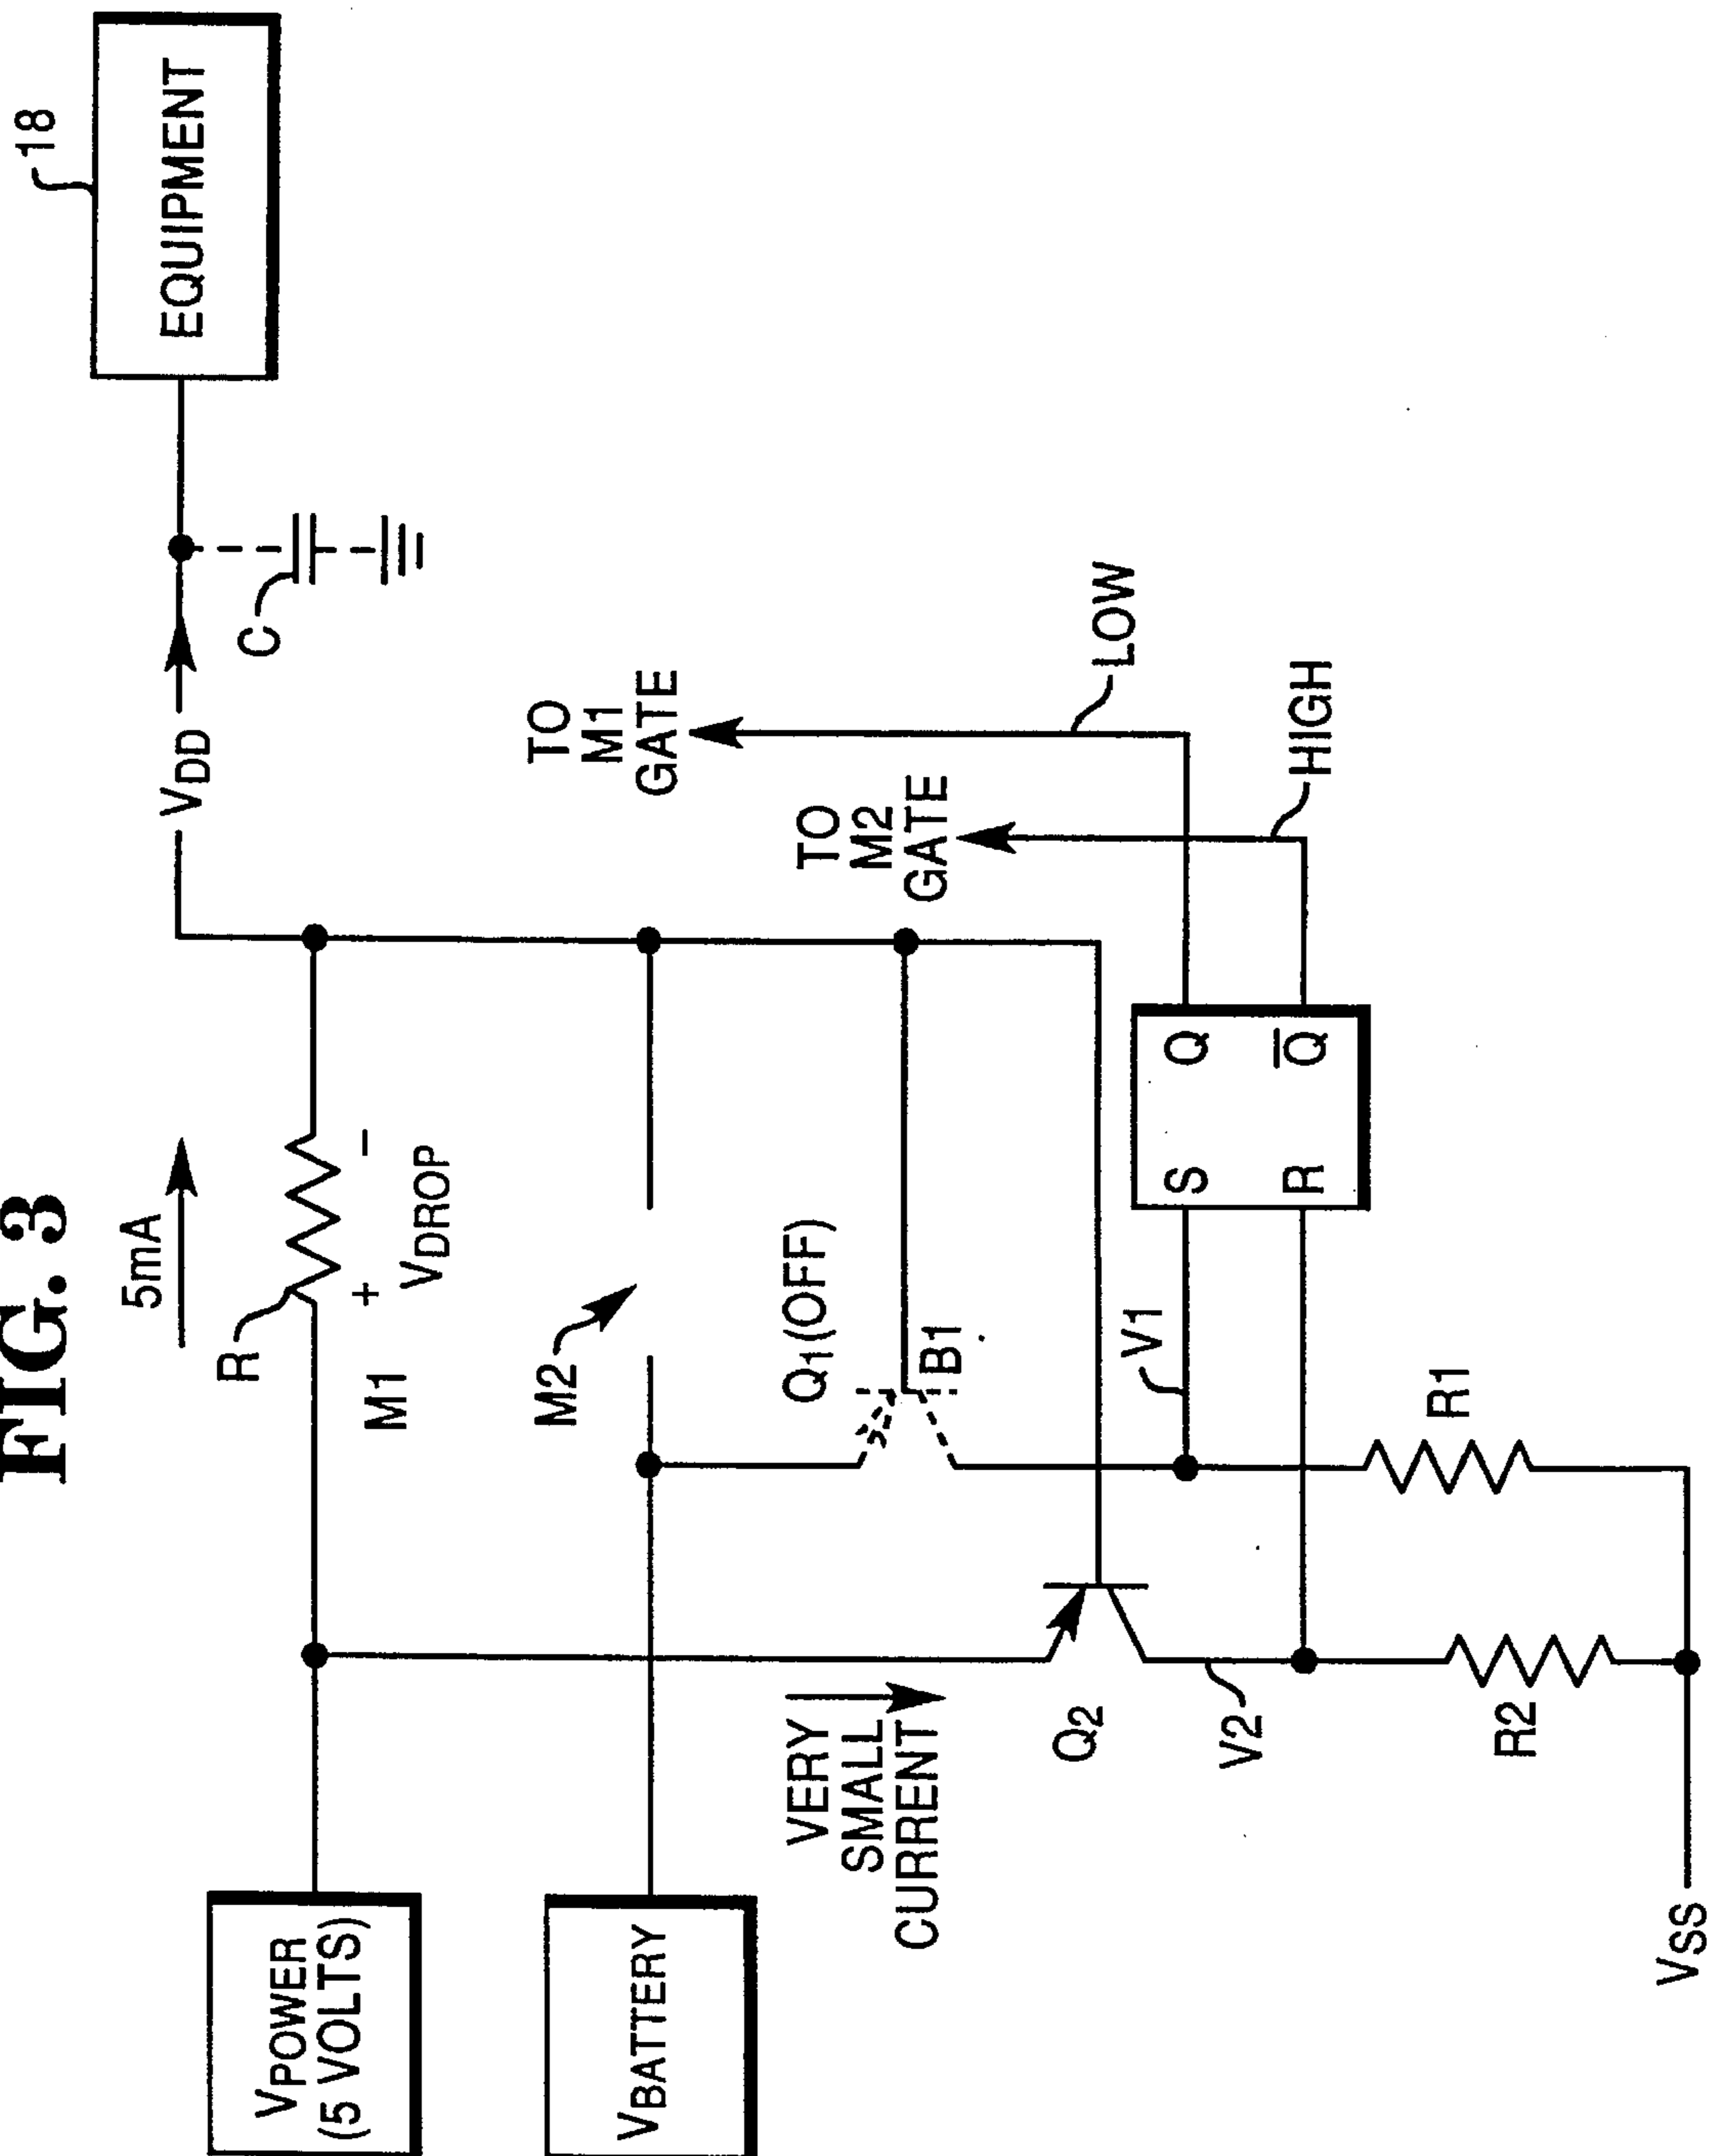 FIG. 3
18
EQUIPMENT
VDD
C
5mA
R
+ −
VDROP
M1
VPOWER
(5 VOLTS)
M2
VBATTERY
Q1(OFF)
B1
TO
M1
GATE
TO
M2
GATE
LOW
HIGH
VERY
SMALL
CURRENT
Q2
V1
V2
S Q
R Q̅
R1
R2
VSS